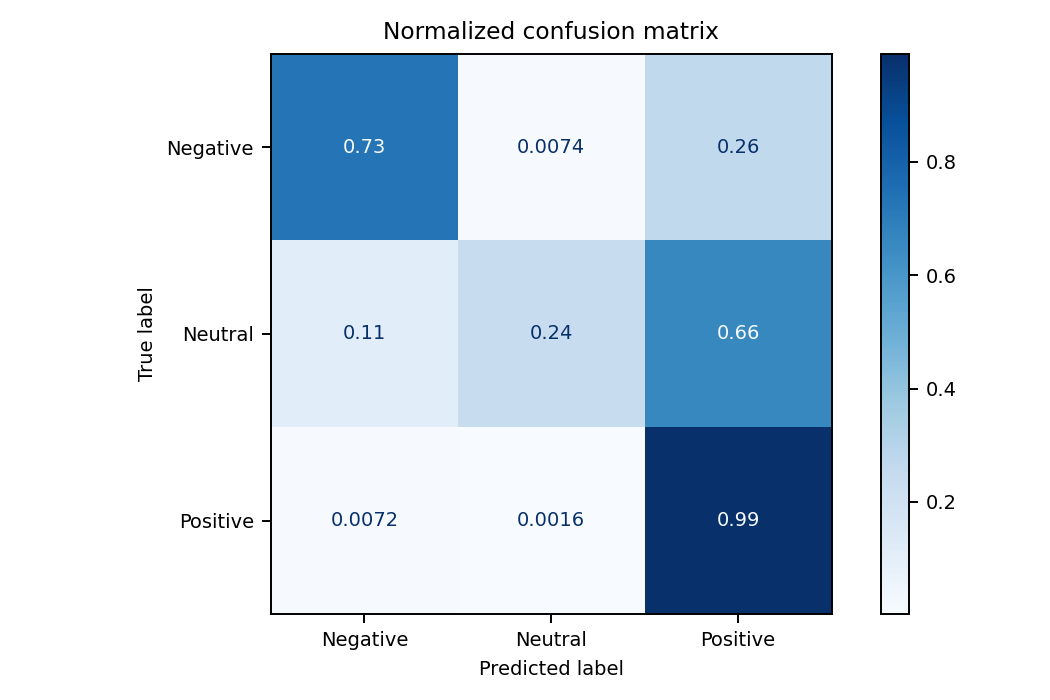 Normalized confusion matrix
Negative 0.73 0.0074 0.26
Neutral 0.11 0.24 0.66
Positive 0.0072 0.0016 0.99
True label
Negative Neutral Positive
Predicted label
0.8
0.6
0.4
0.2